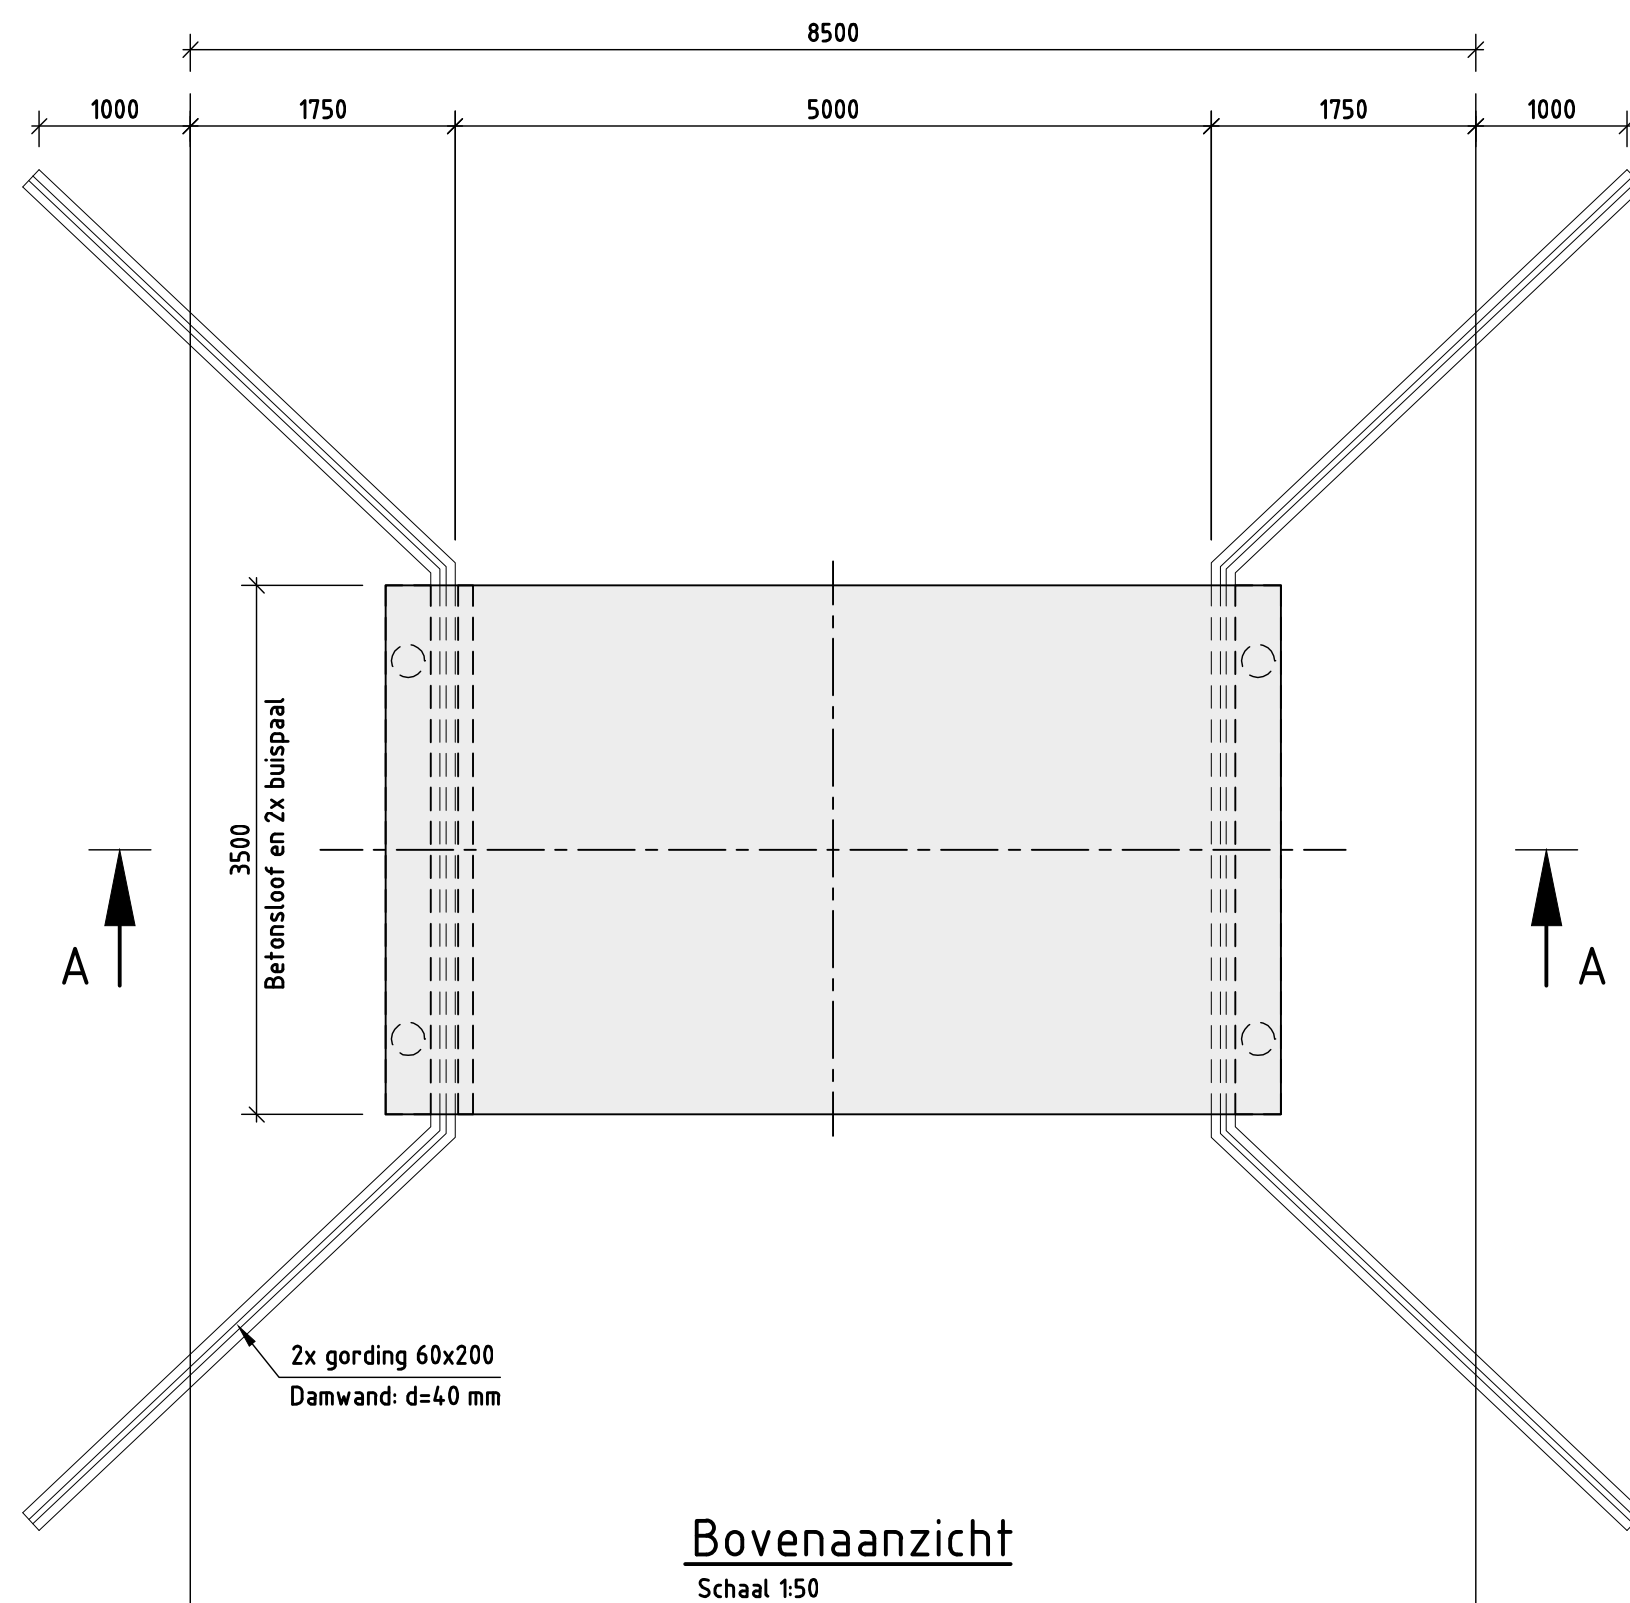 8500
1000 1750 5000 1750 1000
3500
Betonsloof en 2x buispaal
A A
2x gording 60x200
Damwand: d=40 mm
Bovenaanzicht
Schaal 1:50